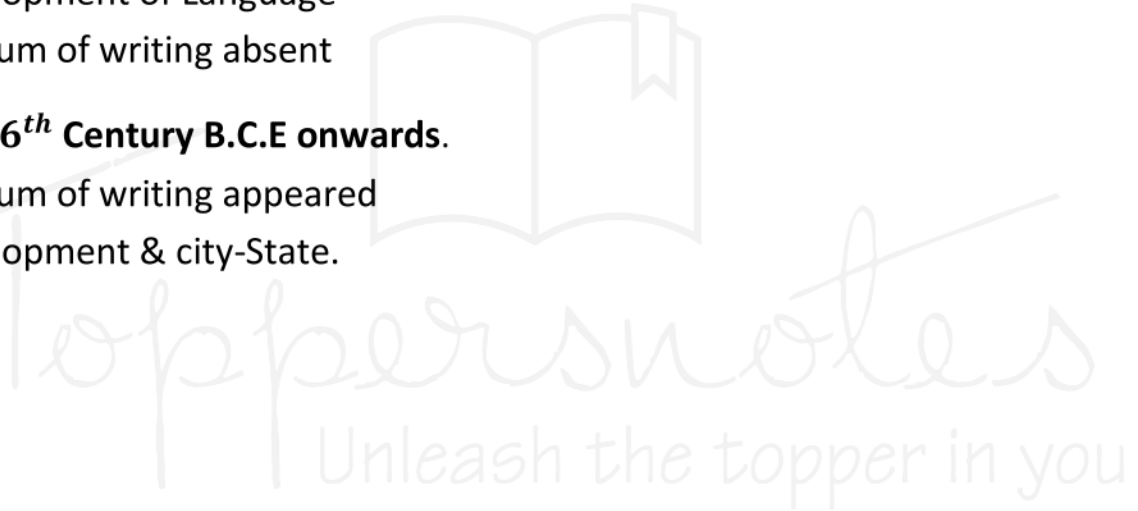 opment of Language
um of writing absent
6th Century B.C.E onwards.
um of writing appeared
opment & city-State.
Toppersnotes
Unleash the topper in you